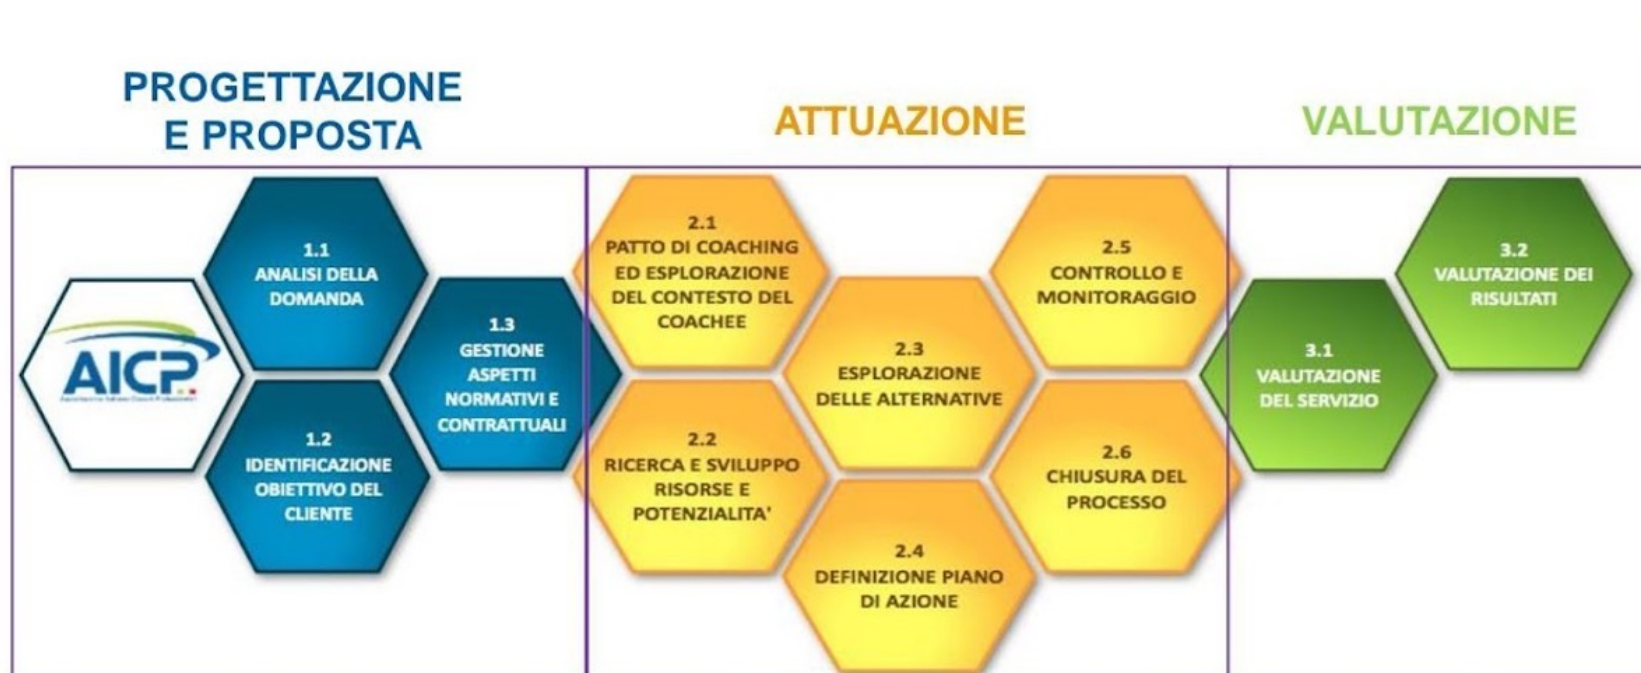 PROGETTAZIONE
E PROPOSTA
ATTUAZIONE
VALUTAZIONE
AICP
1.1
ANALISI DELLA
DOMANDA
1.2
IDENTIFICAZIONE
OBIETTIVO DEL
CLIENTE
1.3
GESTIONE
ASPETTI
NORMATIVI E
CONTRATTUALI
2.1
PATTO DI COACHING
ED ESPLORAZIONE
DEL CONTESTO DEL
COACHEE
2.2
RICERCA E SVILUPPO
RISORSE E
POTENZIALITA'
2.3
ESPLORAZIONE
DELLE ALTERNATIVE
2.4
DEFINIZIONE PIANO
DI AZIONE
2.5
CONTROLLO E
MONITORAGGIO
2.6
CHIUSURA DEL
PROCESSO
3.1
VALUTAZIONE
DEL SERVIZIO
3.2
VALUTAZIONE DEI
RISULTATI